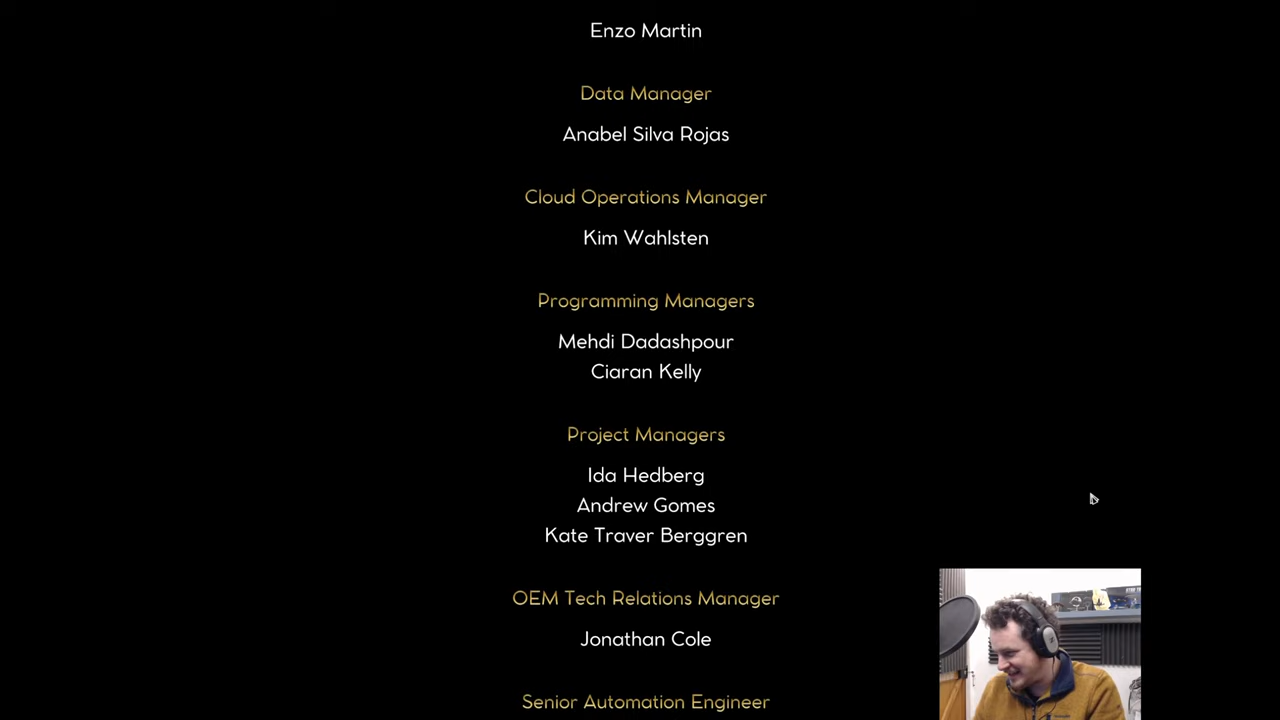 Enzo Martin
Data Manager
Anabel Silva Rojas
Cloud Operations Manager
Kim Wahlsten
Programming Managers
Mehdi Dadashpour
Ciaran Kelly
Project Managers
Ida Hedberg
Andrew Gomes
Kate Traver Berggren
OEM Tech Relations Manager
Jonathan Cole
Senior Automation Engineer